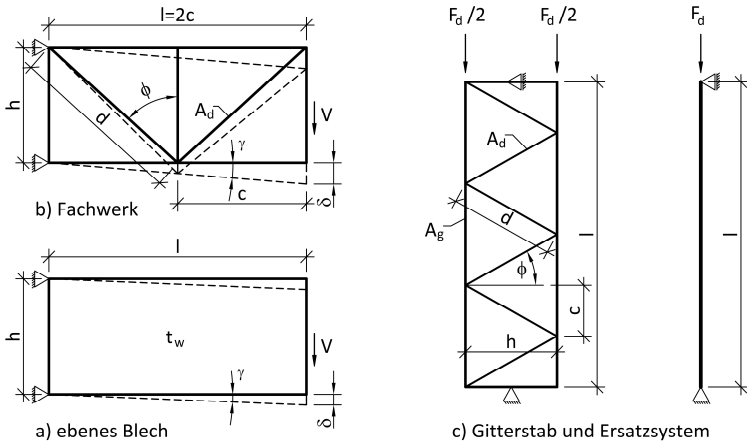 l=2c
h
ϕ
d
A_d
V
γ
c
δ
b) Fachwerk
l
h
t_w
V
γ
δ
a) ebenes Blech
F_d /2
F_d /2
A_d
A_g
d
ϕ
h
c
l
F_d
l
c) Gitterstab und Ersatzsystem